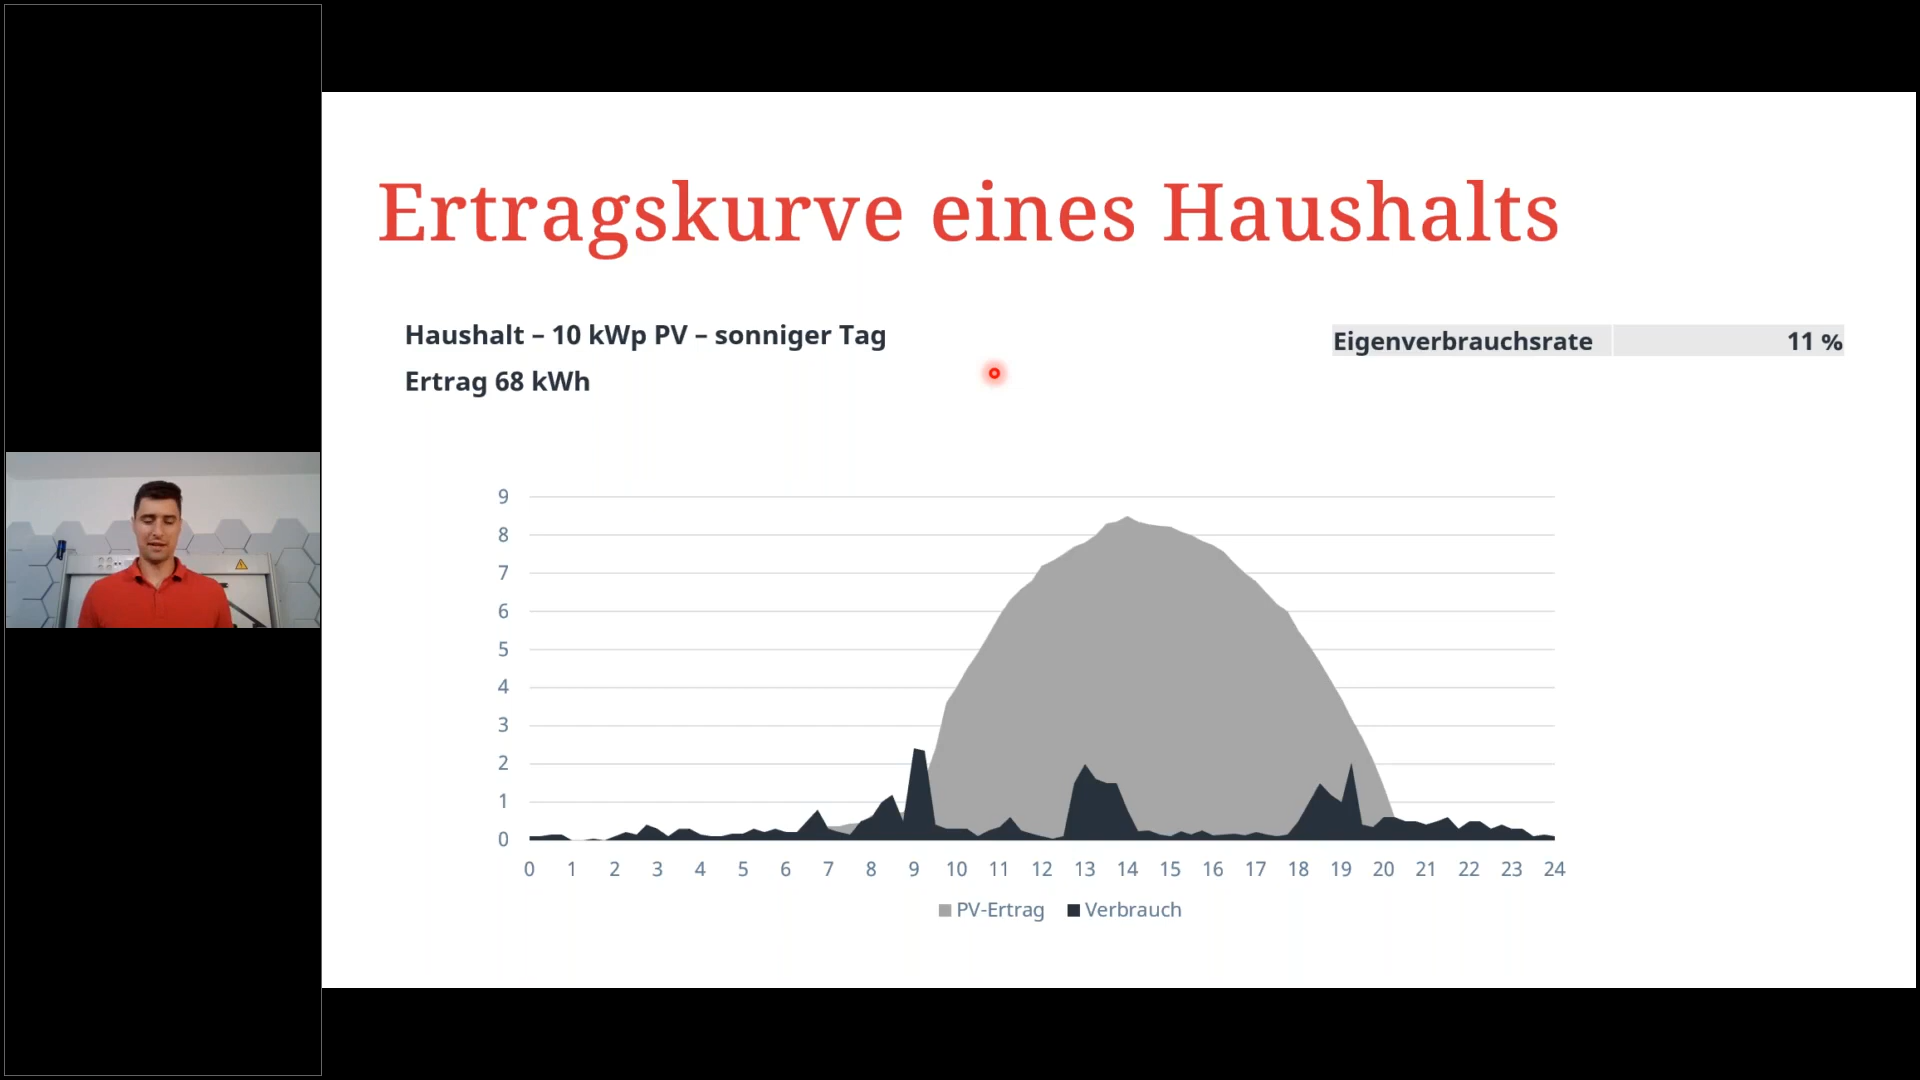 Ertragskurve eines Haushalts
Haushalt – 10 kWp PV – sonniger Tag
Ertrag 68 kWh
Eigenverbrauchsrate 11 %
9
8
7
6
5
4
3
2
1
0
0 1 2 3 4 5 6 7 8 9 10 11 12 13 14 15 16 17 18 19 20 21 22 23 24
PV-Ertrag Verbrauch